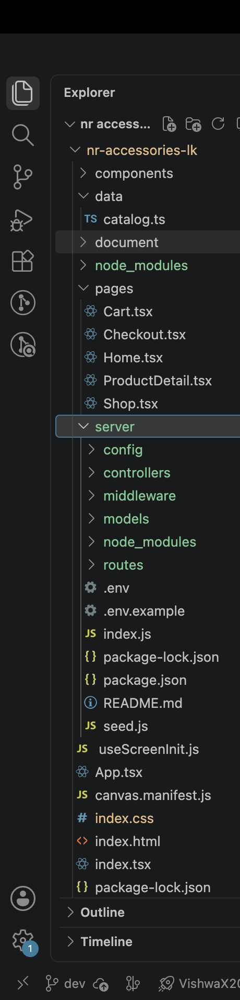 Explorer
nr access...
nr-accessories-lk
components
data
TS catalog.ts
document
node_modules
pages
Cart.tsx
Checkout.tsx
Home.tsx
ProductDetail.tsx
Shop.tsx
server
config
controllers
middleware
models
node_modules
routes
.env
.env.example
JS index.js
{} package-lock.json
{} package.json
README.md
JS seed.js
JS useScreenInit.js
App.tsx
JS canvas.manifest.js
# index.css
<> index.html
index.tsx
{} package-lock.json
Outline
Timeline
1
dev VishwaX20